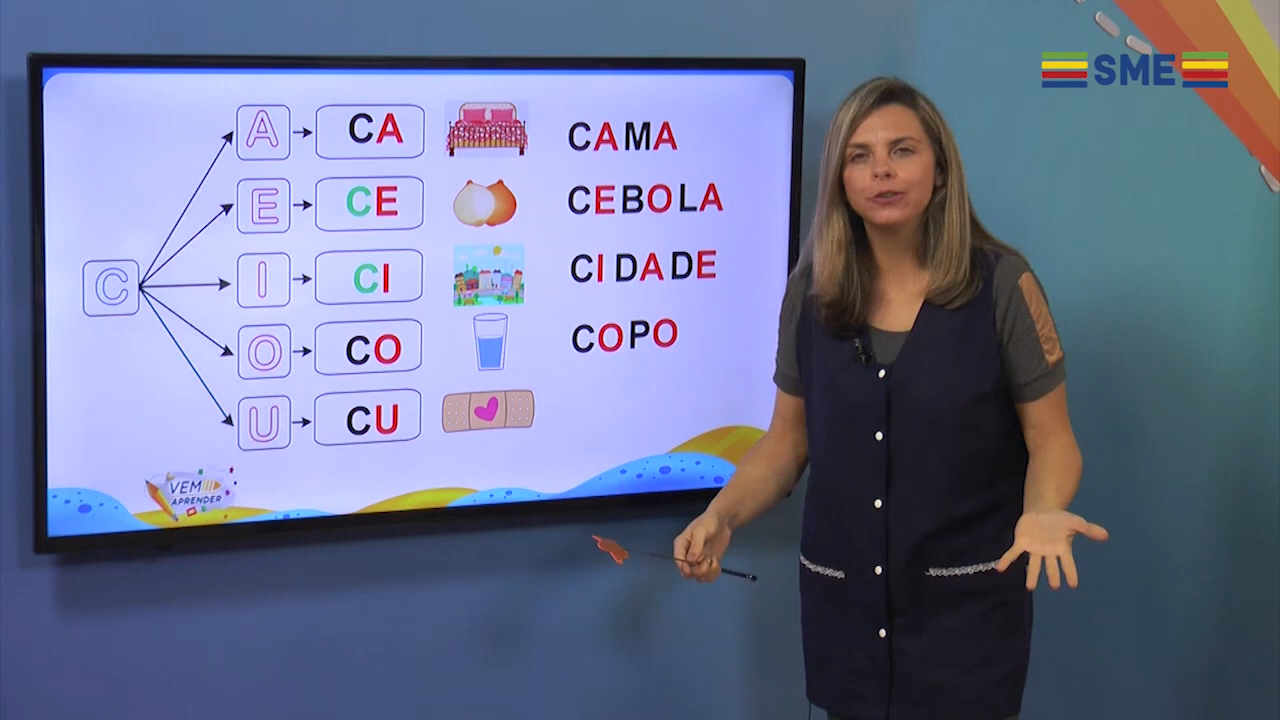 SME
A CA CAMA
E CE CEBOLA
C I CI CIDADE
O CO COPO
U CU
VEM
APRENDER